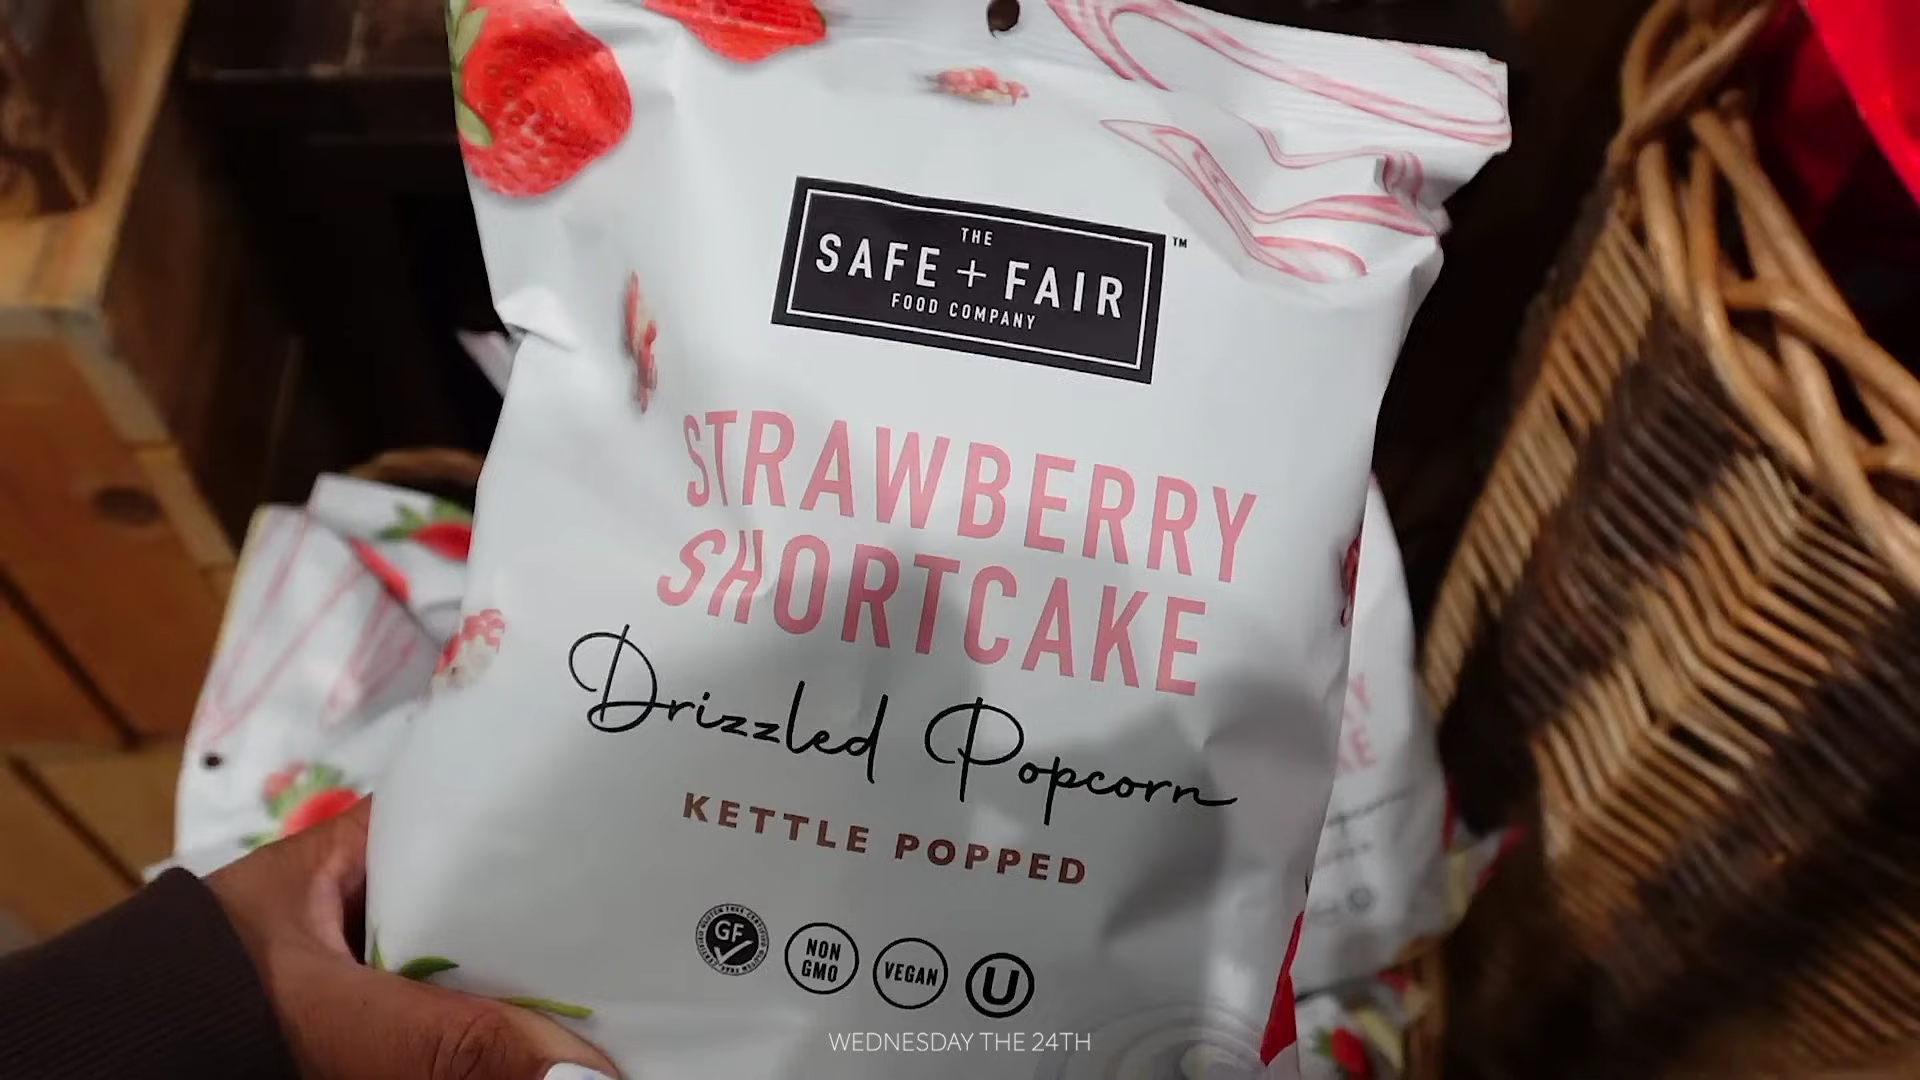 THE
SAFE + FAIR
™
FOOD COMPANY
STRAWBERRY
SHORTCAKE
Drizzled Popcorn
KETTLE POPPED
GF
NON
GMO
VEGAN
U
WEDNESDAY THE 24TH